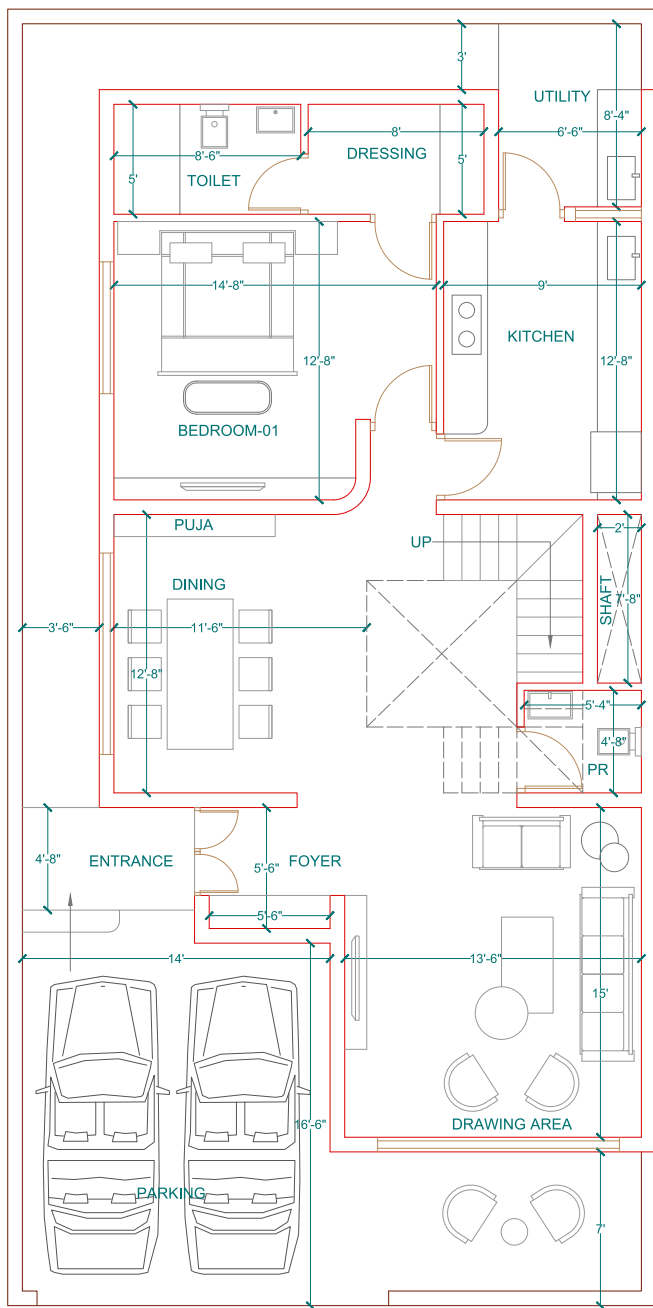 3'
UTILITY
8'-4"
6'-6"
8'
DRESSING
5'
8'-6"
5'
TOILET
14'-8"
9'
KITCHEN
12'-8"
12'-8"
BEDROOM-01
PUJA
2'
UP
DINING
SHAFT
7'-8"
3'-6"
11'-6"
12'-8"
5'-4"
4'-8"
PR
4'-8"
ENTRANCE
FOYER
5'-6"
5'-6"
14'
13'-6"
15'
16'-6"
DRAWING AREA
PARKING
7'